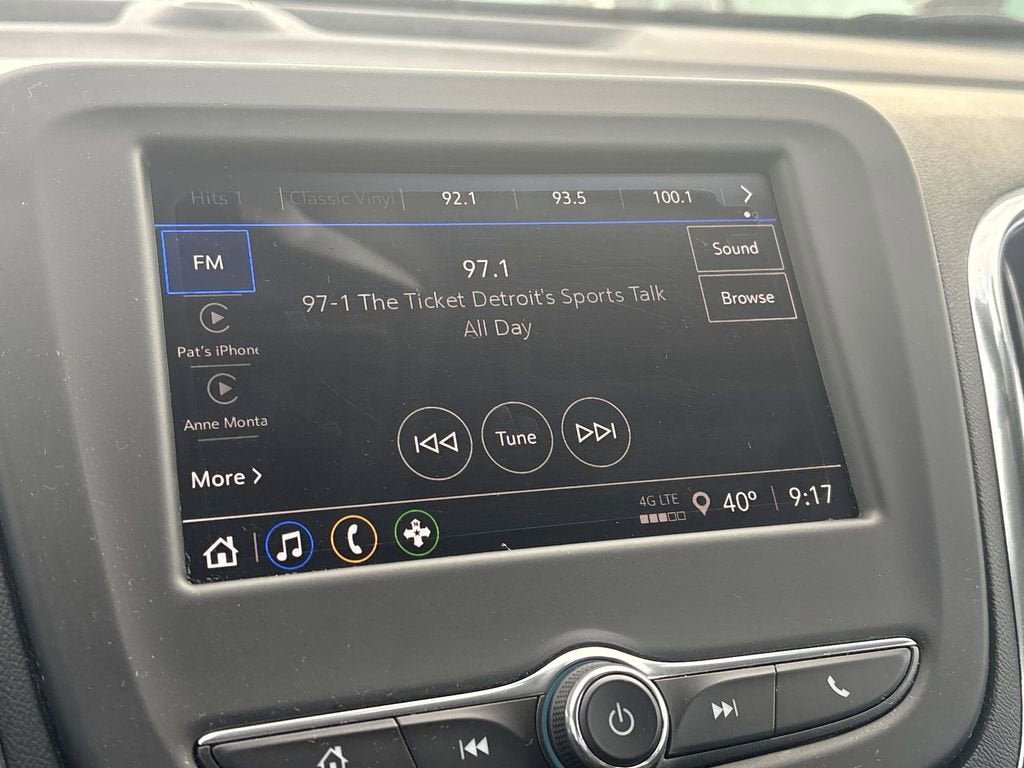 Hits 1 Classic Vinyl 92.1 93.5 100.1
FM
97.1
97-1 The Ticket Detroit's Sports Talk
All Day
Sound
Browse
Pat's iPhone
Anne Monta
More
Tune
4G LTE 40° 9:17